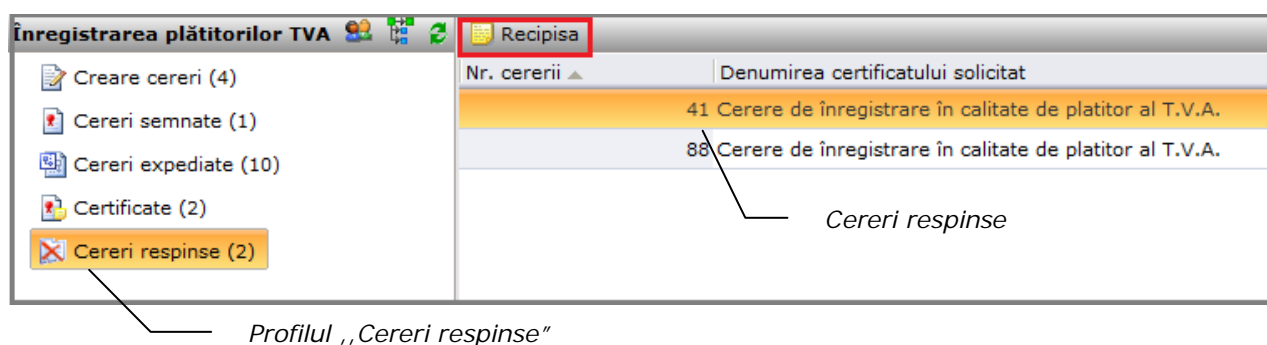 Înregistrarea plătitorilor TVA
Recipisa
Creare cereri (4)
Cereri semnate (1)
Cereri expediate (10)
Certificate (2)
Cereri respinse (2)
Nr. cererii
Denumirea certificatului solicitat
41 Cerere de înregistrare în calitate de platitor al T.V.A.
88 Cerere de înregistrare în calitate de platitor al T.V.A.
Cereri respinse
Profilul ,,Cereri respinse”